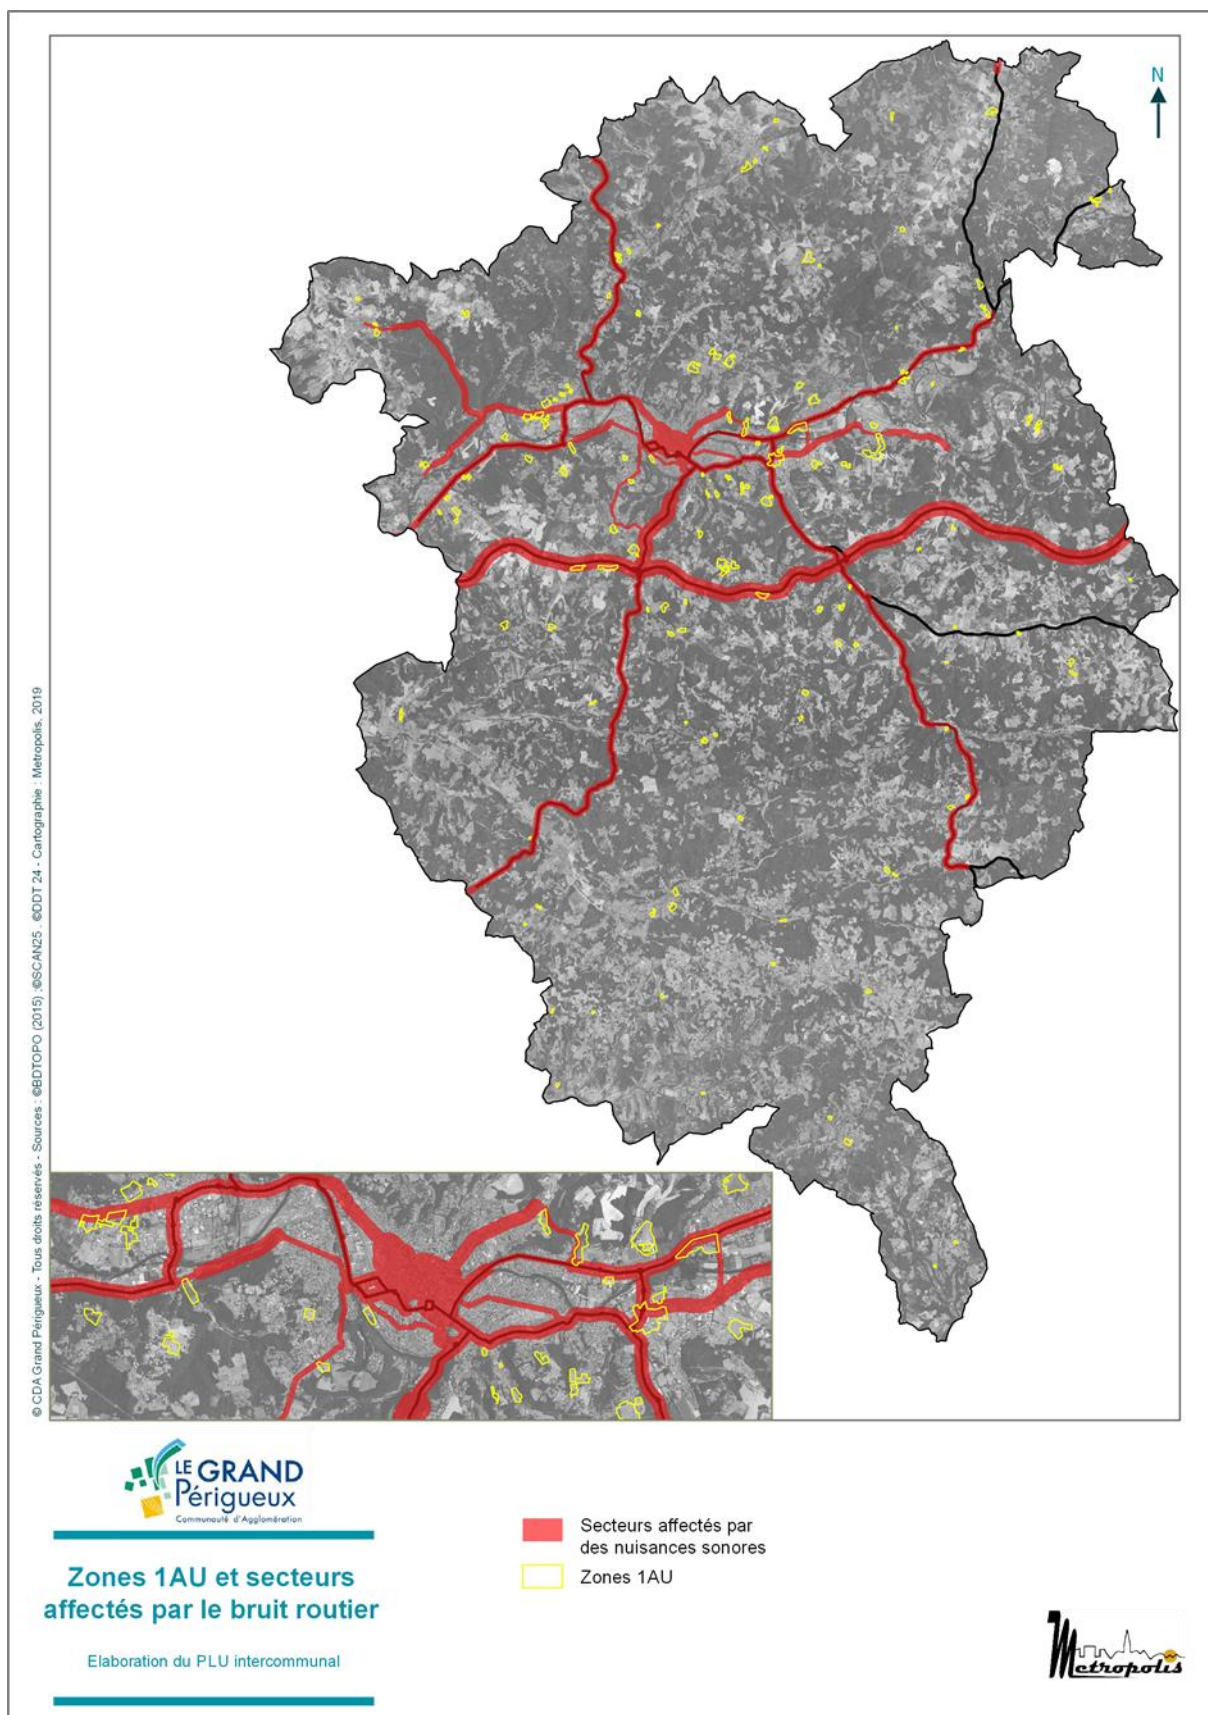 N
© CDA Grand Périgueux - Tous droits réservés - Sources : ©BDTOPO (2015) ;©SCAN25 . ©DDT 24 - Cartographie : Metropolis, 2019
LE GRAND
Périgueux
Communauté d'Agglomération
Zones 1AU et secteurs
affectés par le bruit routier
Elaboration du PLU intercommunal
Secteurs affectés par
des nuisances sonores
Zones 1AU
Metropolis